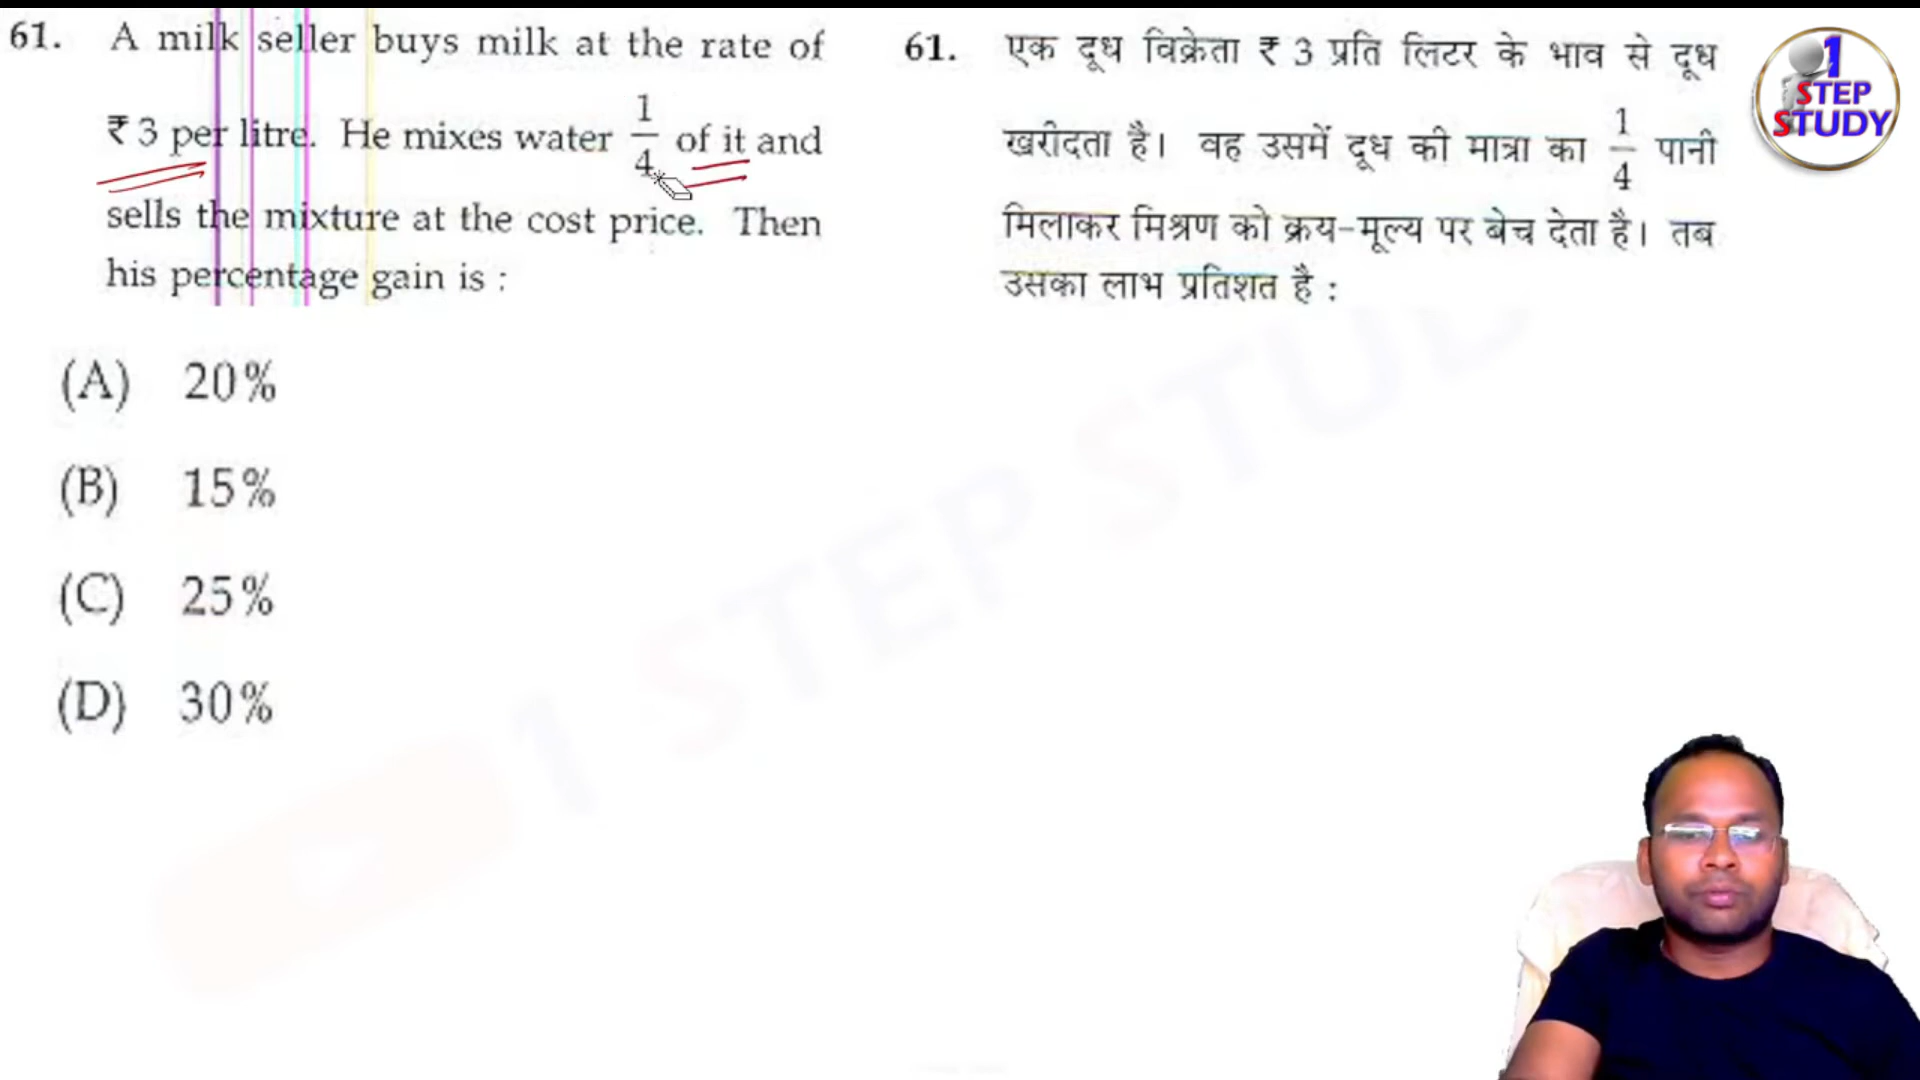 61. A milk seller buys milk at the rate of
₹ 3 per litre. He mixes water 1/4 of it and
sells the mixture at the cost price. Then
his percentage gain is :
(A) 20%
(B) 15%
(C) 25%
(D) 30%
61. एक दूध विक्रेता ₹ 3 प्रति लिटर के भाव से दूध
खरीदता है। वह उसमें दूध की मात्रा का 1/4 पानी
मिलाकर मिश्रण को क्रय-मूल्य पर बेच देता है। तब
उसका लाभ प्रतिशत है :
1
STEP
STUDY
1 STEP STUD